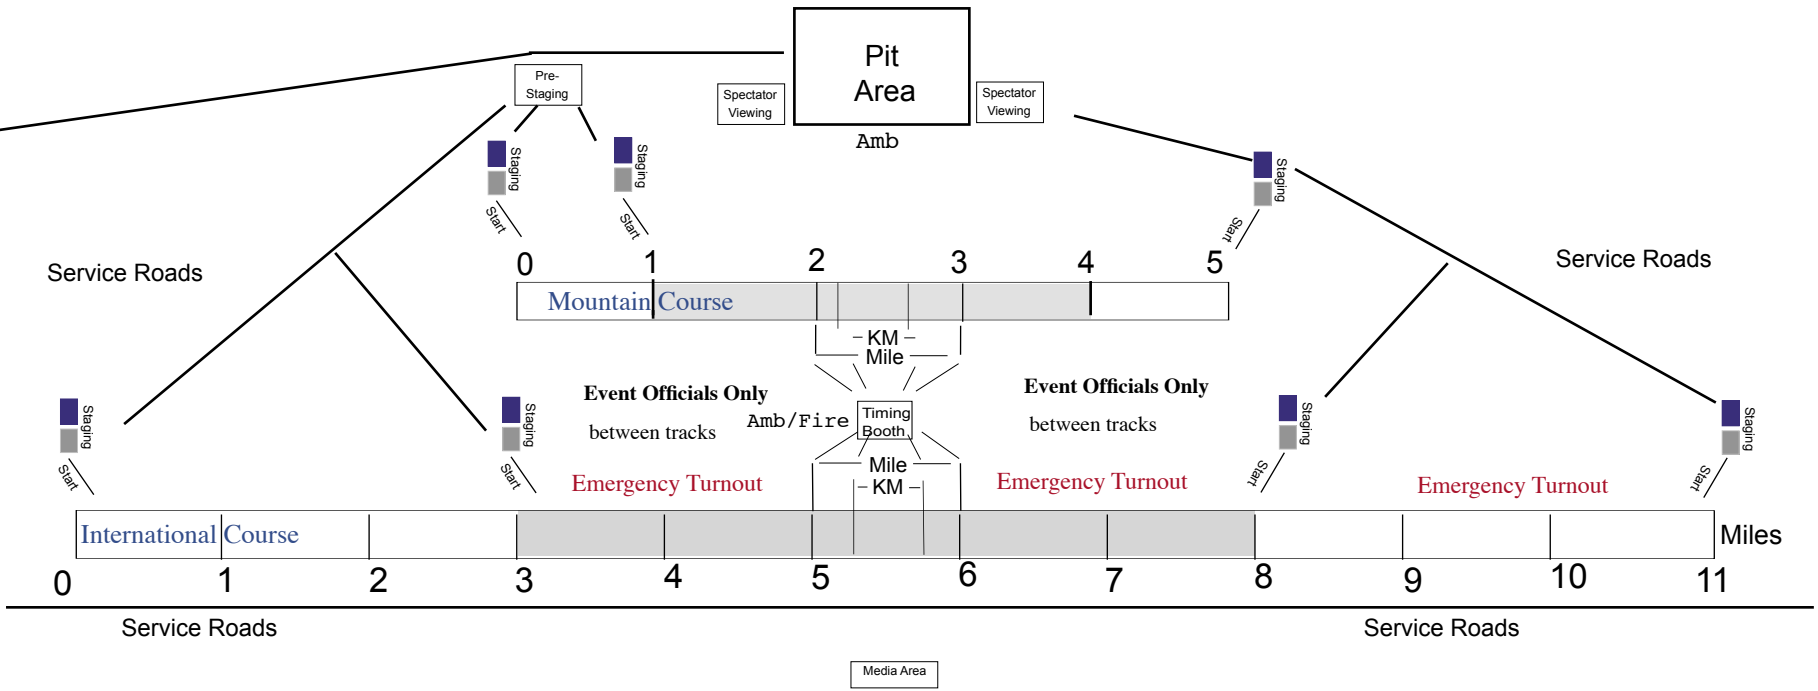 Pit
Area
Pre-
Staging
Spectator
Viewing
Spectator
Viewing
Amb
Staging
Staging
Staging
Start
Start
Start
Service Roads
Service Roads
0 1 2 3 4 5
Mountain Course
KM
Mile
Event Officials Only
between tracks
Event Officials Only
between tracks
Amb/Fire
Timing
Booth
Staging
Staging
Staging
Staging
Start
Start
Start
Start
Mile
KM
Emergency Turnout
Emergency Turnout
Emergency Turnout
International Course
Miles
0 1 2 3 4 5 6 7 8 9 10 11
Service Roads
Service Roads
Media Area